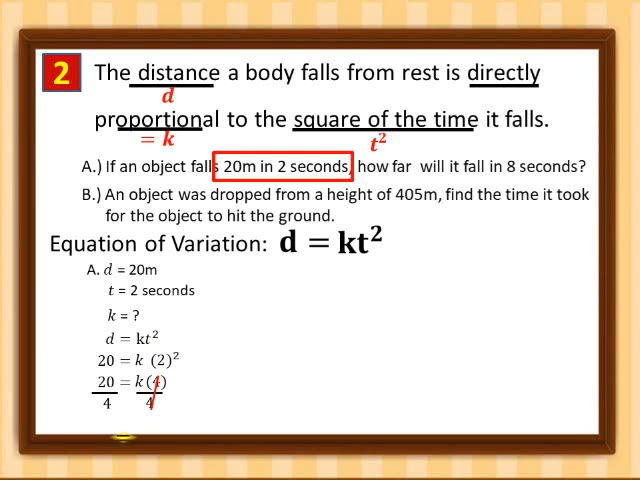 2 The distance a body falls from rest is directly
d
proportional to the square of the time it falls.
= k t²
A.) If an object falls 20m in 2 seconds, how far will it fall in 8 seconds?
B.) An object was dropped from a height of 405m, find the time it took
for the object to hit the ground.
Equation of Variation: d = kt²
A. d = 20m
t = 2 seconds
k = ?
d = kt²
20 = k (2)²
20 = k (4)
4 4